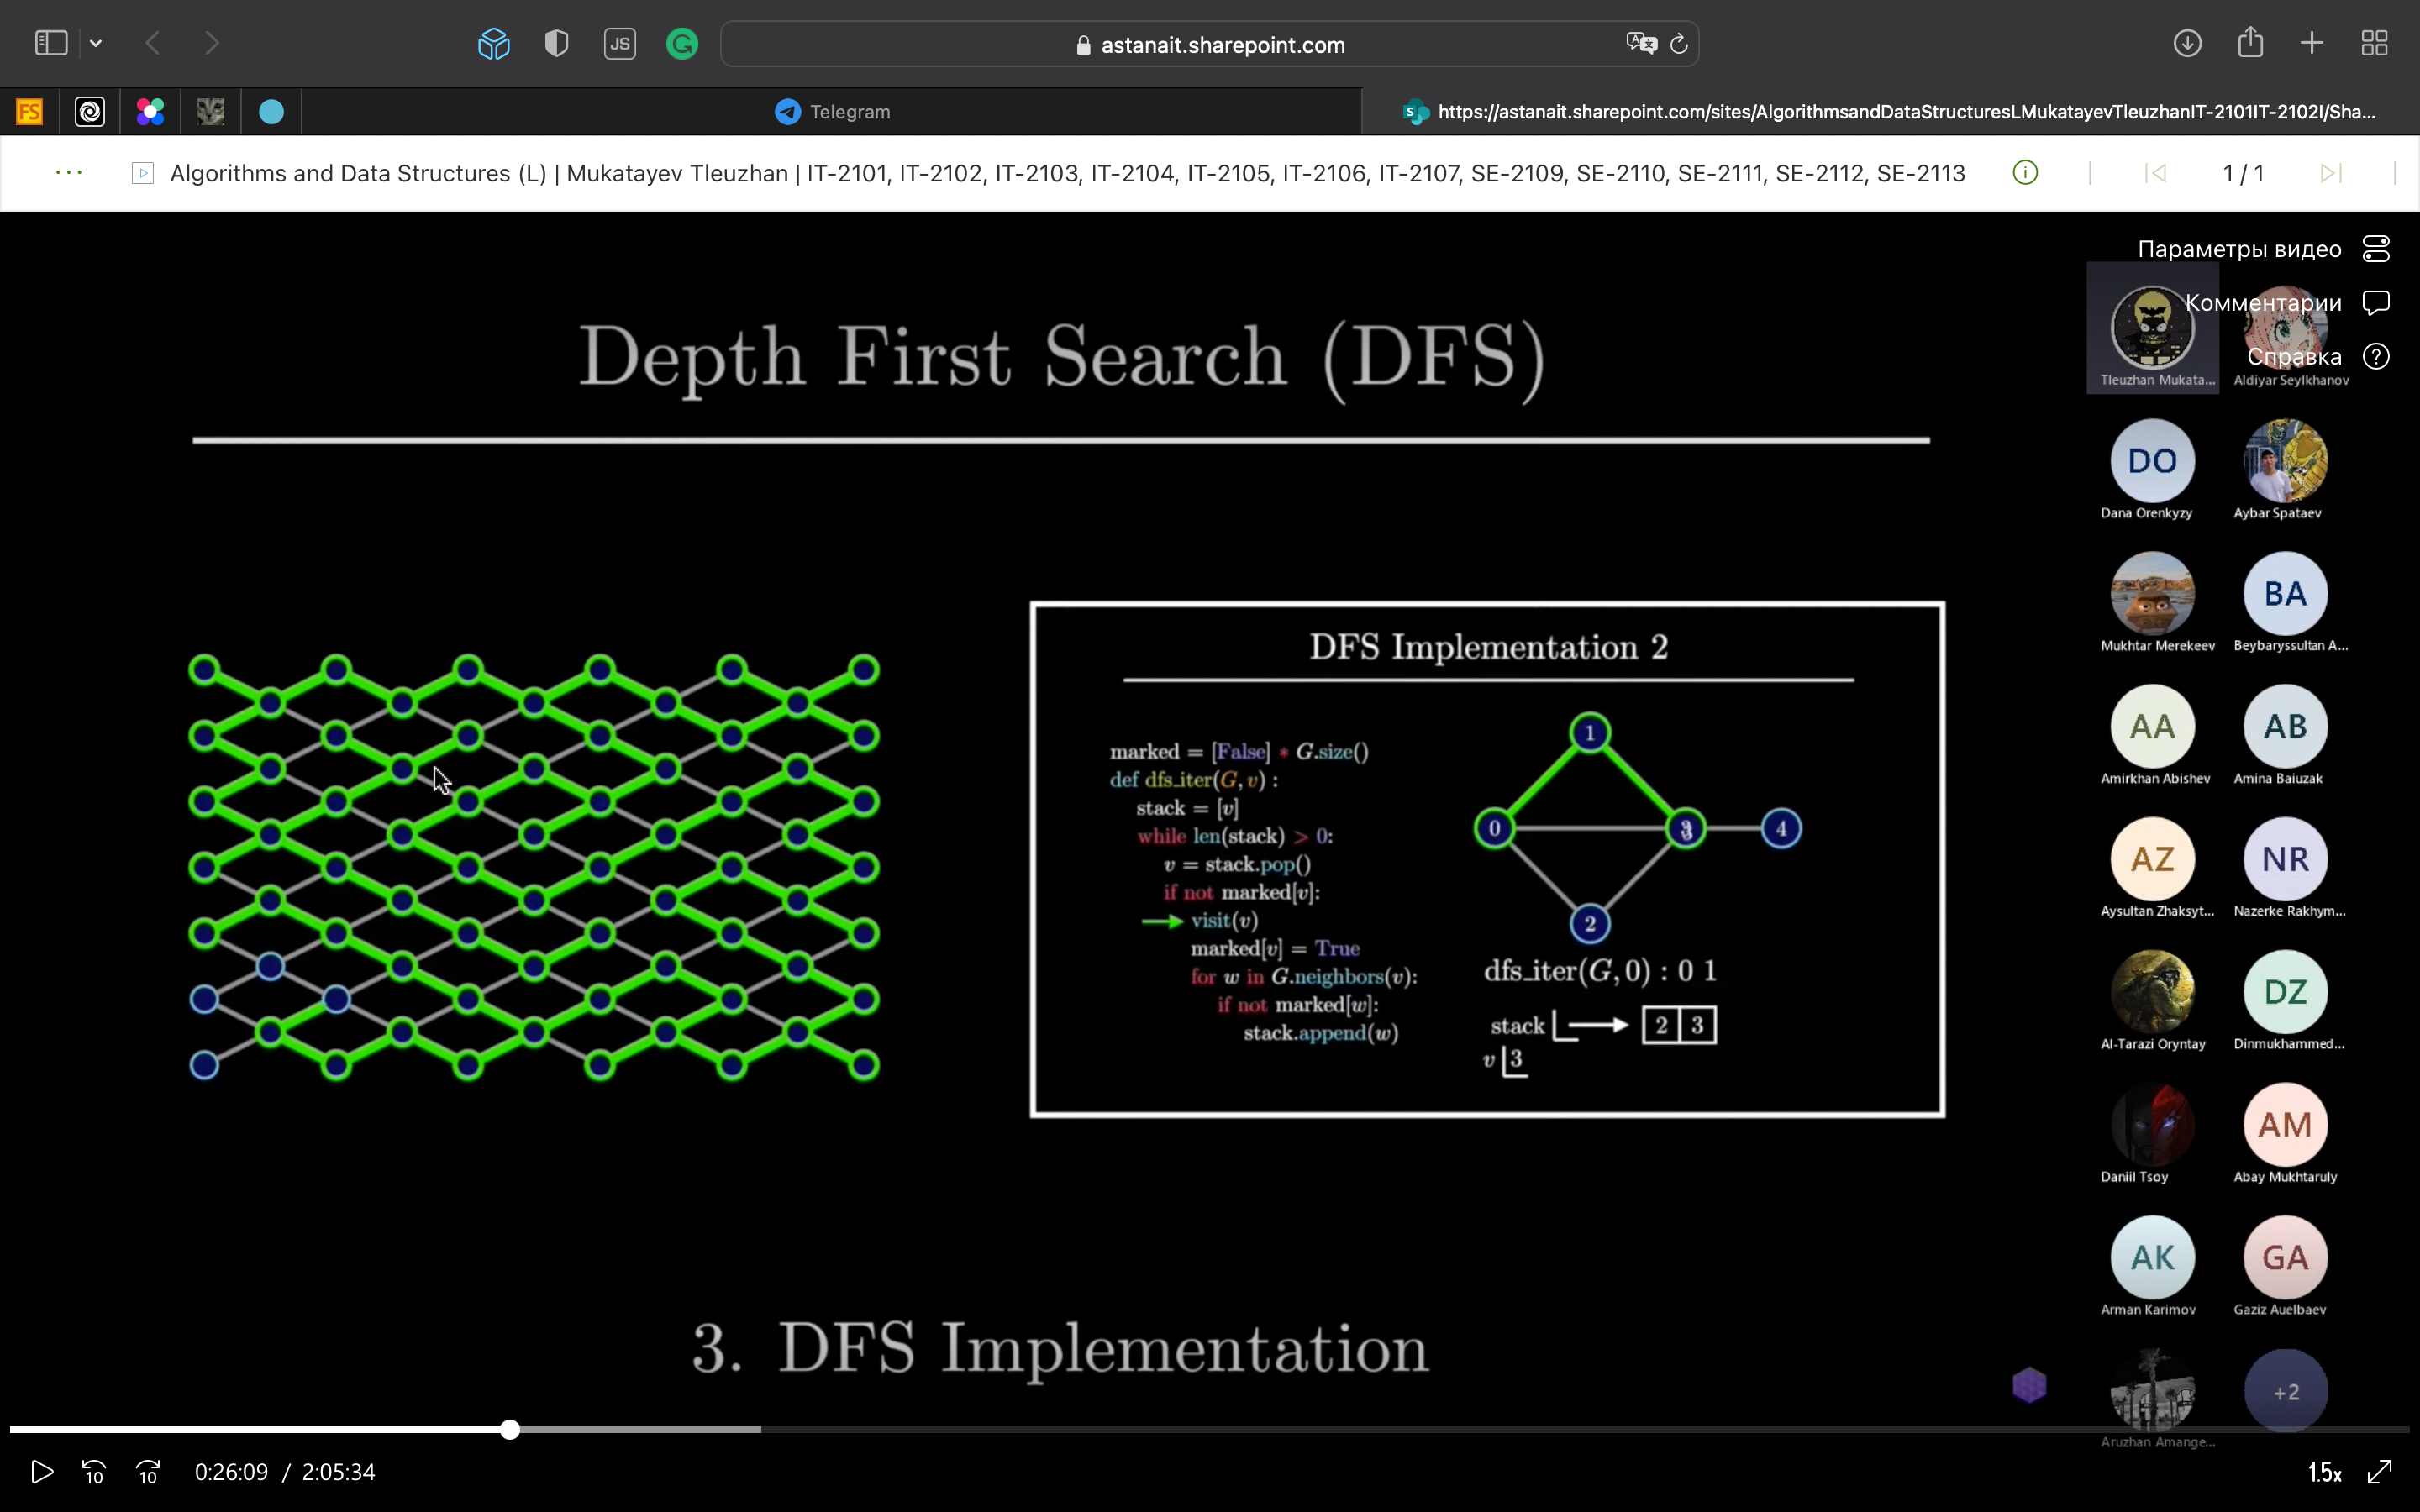 JS
astanait.sharepoint.com
FS
Telegram
S
https://astanait.sharepoint.com/sites/AlgorithmsandDataStructuresLMukatayevTleuzhanIT-2101IT-2102I/Sha...
Algorithms and Data Structures (L) | Mukatayev Tleuzhan | IT-2101, IT-2102, IT-2103, IT-2104, IT-2105, IT-2106, IT-2107, SE-2109, SE-2110, SE-2111, SE-2112, SE-2113
1 / 1
Параметры видео
Комментарии
Справка
Tleuzhan Mukata...
Aldiyar Seylkhanov
Depth First Search (DFS)
DO
Dana Orenkyzy
Aybar Spataev
BA
Mukhtar Merekeev
Beybaryssultan A...
AA
AB
Amirkhan Abishev
Amina Baiuzak
AZ
NR
Aysultan Zhaksyt...
Nazerke Rakhym...
DZ
Al-Tarazi Oryntay
Dinmukhammed...
AM
Daniil Tsoy
Abay Mukhtaruly
AK
GA
Arman Karimov
Gaziz Auelbaev
+2
Aruzhan Amange...
DFS Implementation 2
marked = [False] * G.size()
def dfs_iter(G, v) :
stack = [v]
while len(stack) > 0:
v = stack.pop()
if not marked[v]:
visit(v)
marked[v] = True
for w in G.neighbors(v):
if not marked[w]:
stack.append(w)
1
0
3
4
2
dfs_iter(G, 0) : 0 1
stack
2 3
v 3
3. DFS Implementation
10
10
0:26:09 / 2:05:34
1.5x